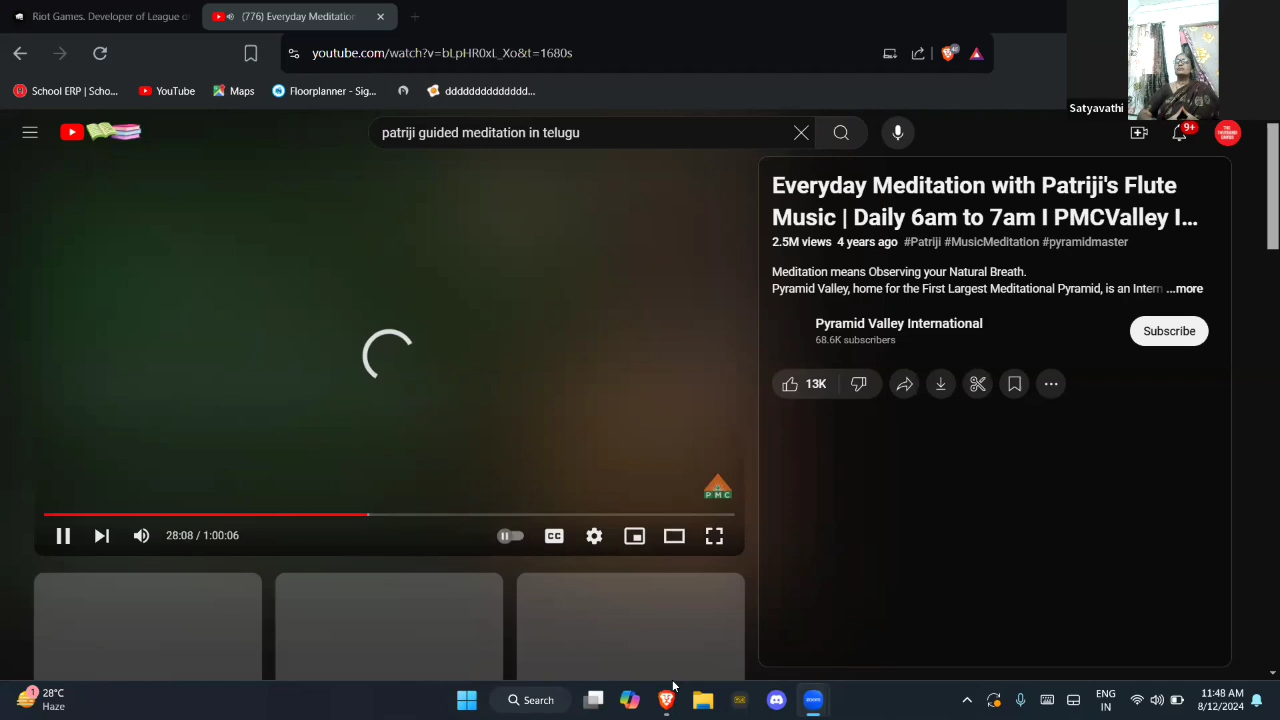 Riot Games. Developer of League o
(776) Everyday Meditation
youtube.com/watch?v=
&t=1680s
School ERP | Scho...
YouTube
Maps
Floorplanner - Sig...
Satyavathi
patriji guided meditation in telugu
9+
Everyday Meditation with Patriji's Flute
Music | Daily 6am to 7am I PMCValley I...
2.5M views 4 years ago #Patriji #MusicMeditation #pyramidmaster
Meditation means Observing your Natural Breath.
Pyramid Valley, home for the First Largest Meditational Pyramid, is an Intern ...more
Pyramid Valley International
68.6K subscribers
Subscribe
13K
PMC
28:08 / 1:00:06
CC
1
28°C
Haze
Search
zoom
ENG
IN
11:48 AM
8/12/2024